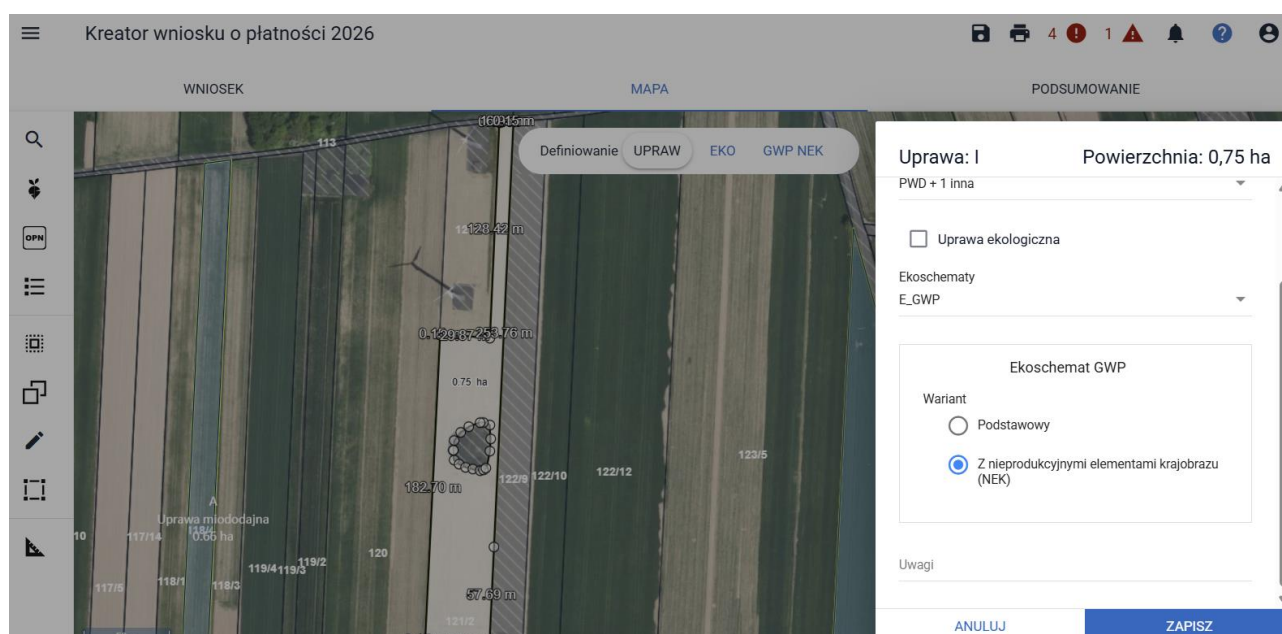 Kreator wniosku o płatności 2026
4
1
WNIOSEK
MAPA
PODSUMOWANIE
Definiowanie UPRAW EKO GWP NEK
OPN
113
128.42 m
253.76 m
0.75 ha
182.70 m
122/9
122/10
122/12
123/5
A
Uprawa miododajna
0.66 ha
10
117/14
117/5
118/1
118/3
119/4
119/3
119/2
120
57.69 m
121/2
Uprawa: I
Powierzchnia: 0,75 ha
PWD + 1 inna
Uprawa ekologiczna
Ekoschematy
E_GWP
Ekoschemat GWP
Wariant
Podstawowy
Z nieprodukcyjnymi elementami krajobrazu
(NEK)
Uwagi
ANULUJ
ZAPISZ